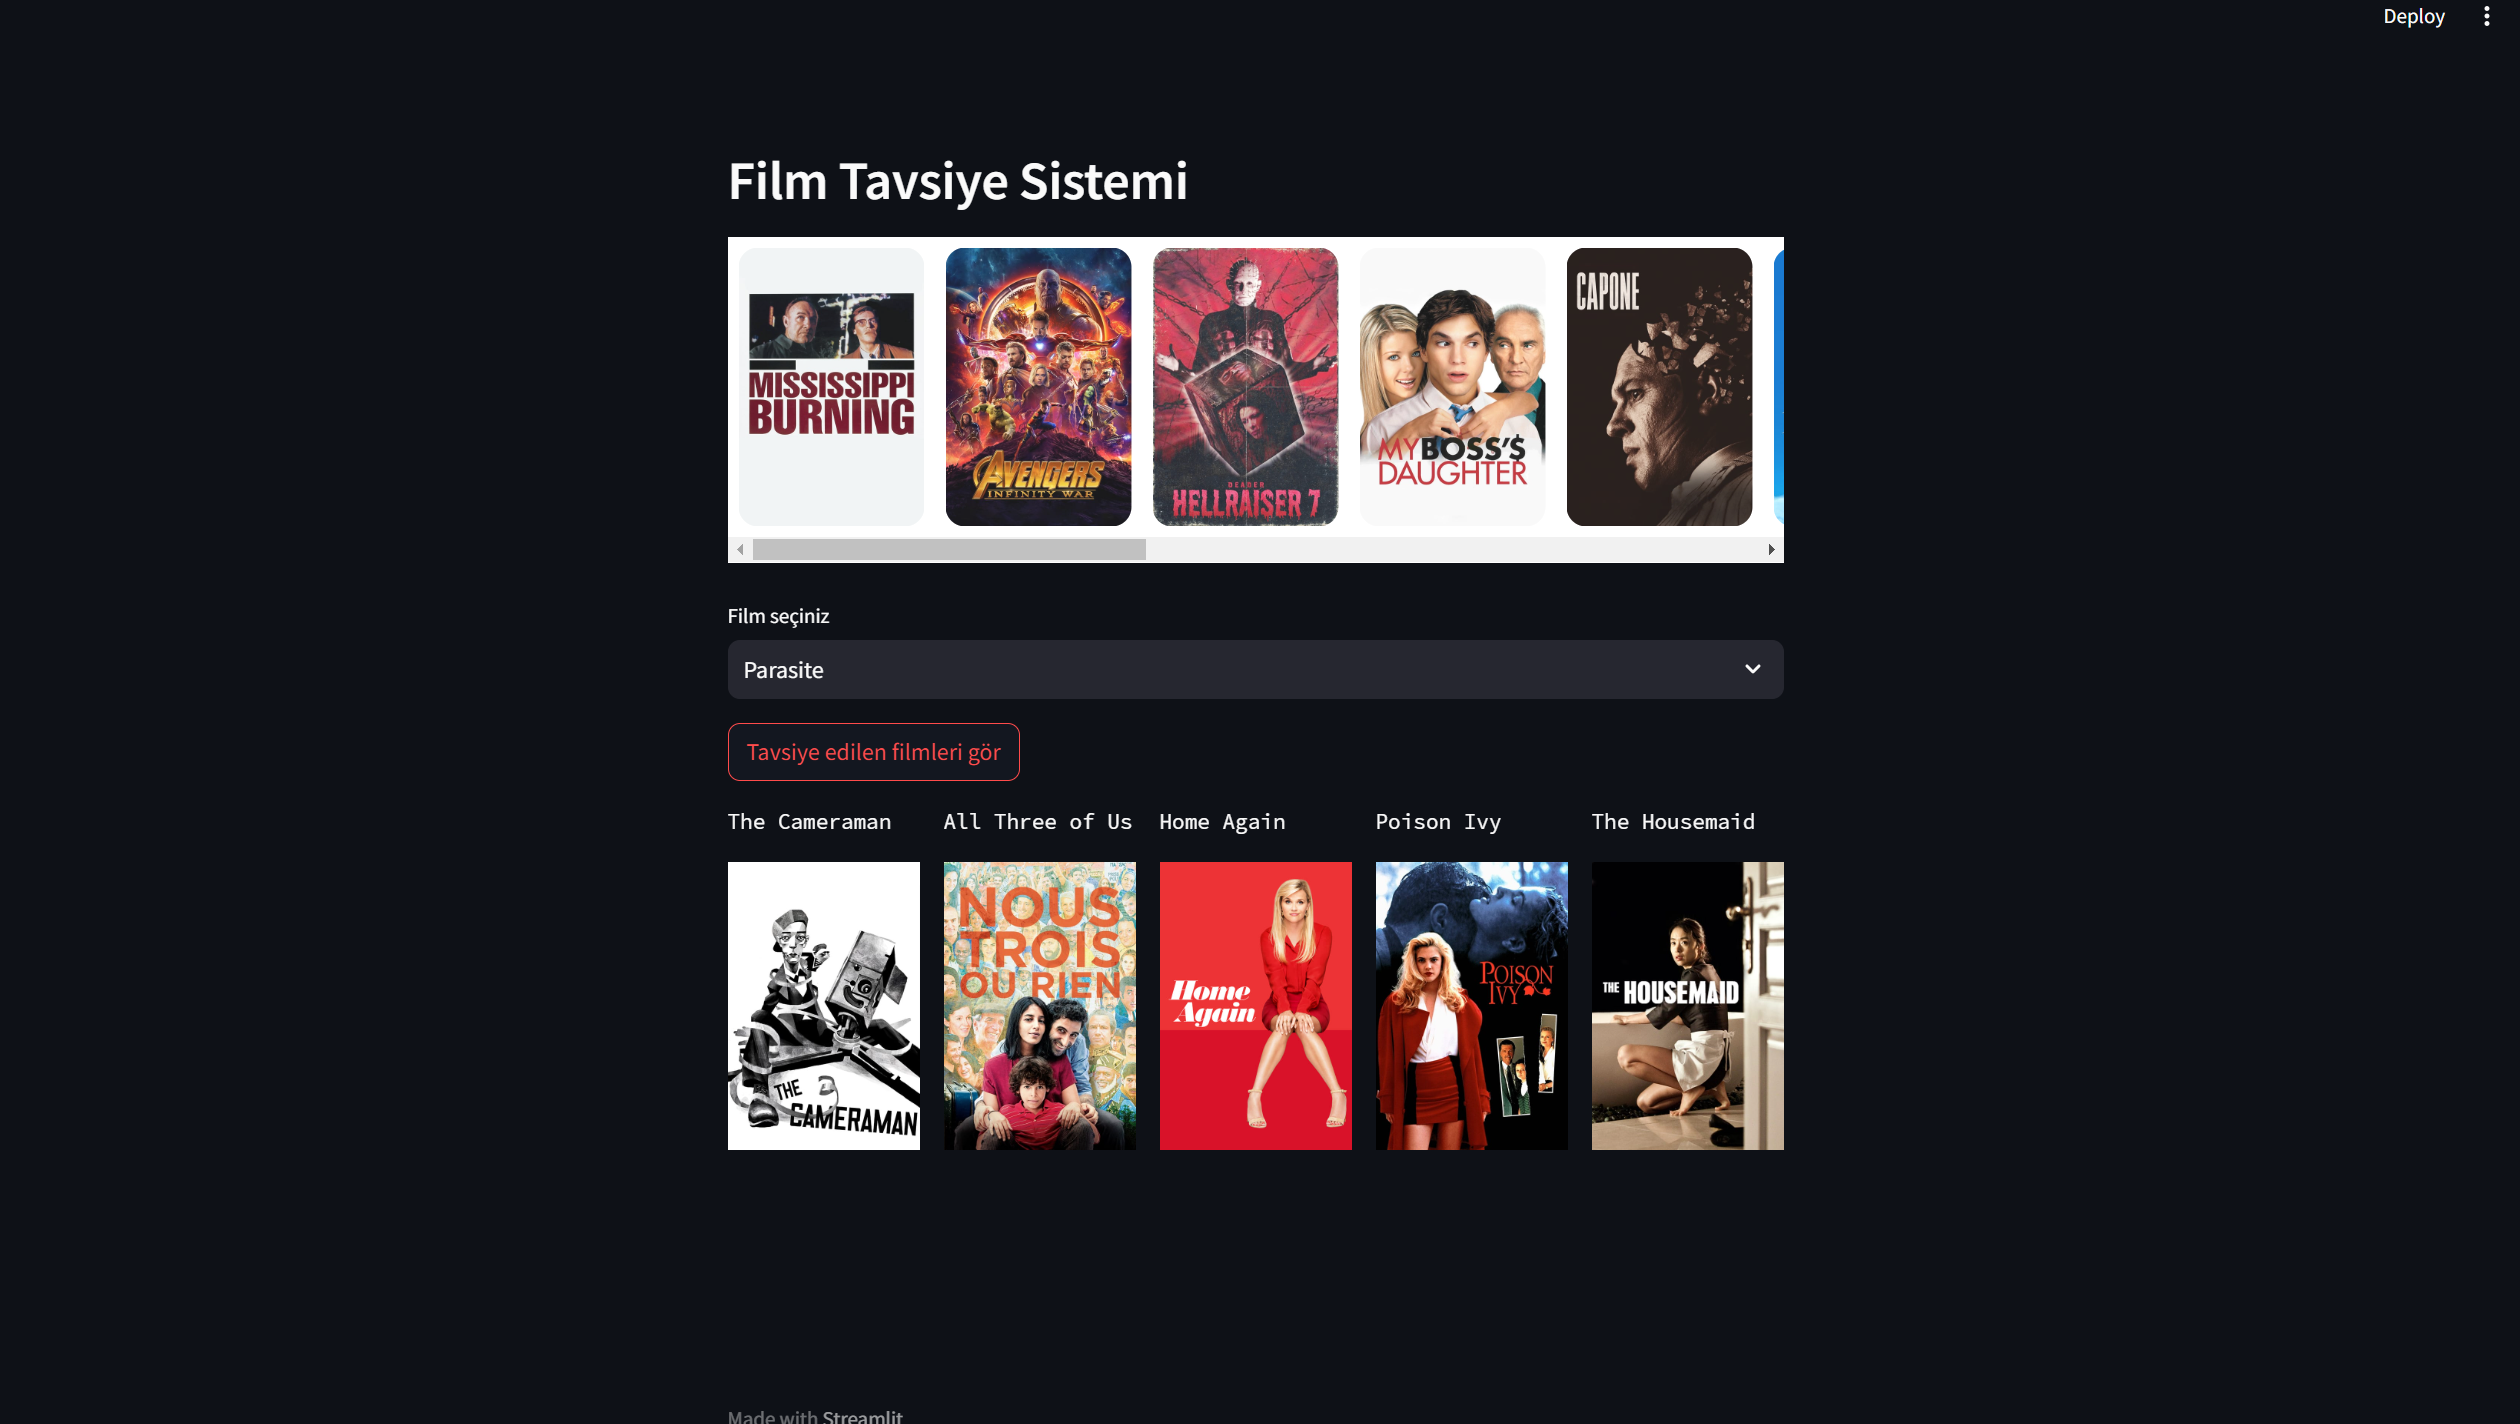 Deploy
Film Tavsiye Sistemi
MISSISSIPPI
BURNING
AVENGERS
INFINITY WAR
DEADER
HELLRAISER 7
MY BOSS'$
DAUGHTER
CAPONE
Film seçiniz
Parasite
Tavsiye edilen filmleri gör
The Cameraman
All Three of Us
Home Again
Poison Ivy
The Housemaid
THE
CAMERAMAN
NOUS
TROIS
OU RIEN
Home
Again
POISON
IVY
THE HOUSEMAID
Made with Streamlit